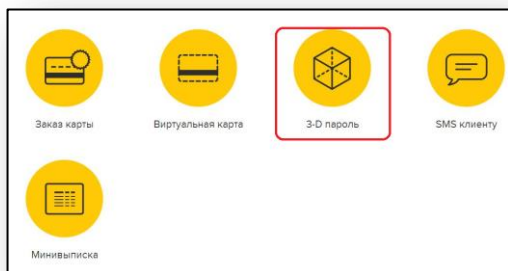 Заказ карты
Виртуальная карта
3-D пароль
SMS клиенту
Минивыписка